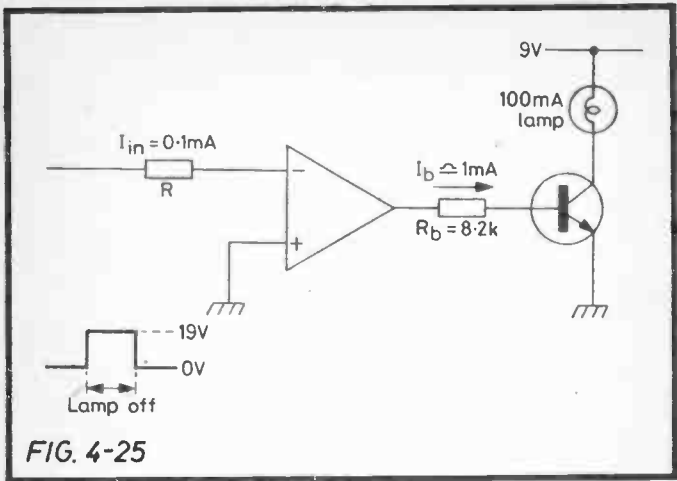 9V
100mA
lamp
I_in = 0·1mA
R
−
+
I_b ≃ 1mA
R_b = 8·2k
19V
0V
Lamp off
FIG. 4-25